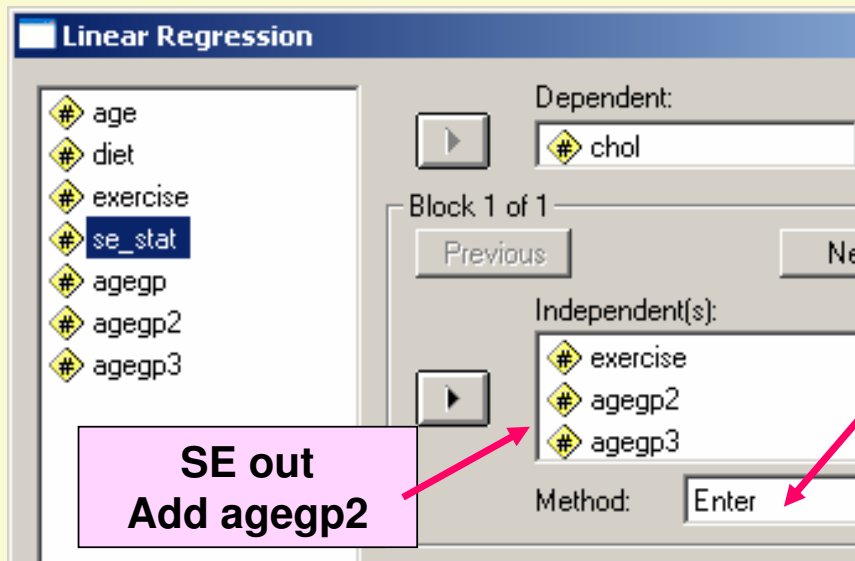 Linear Regression
age
diet
exercise
se_stat
agegp
agegp2
agegp3
Dependent:
chol
Block 1 of 1
Previous
Ne
Independent(s):
exercise
agegp2
agegp3
Method:
Enter
SE out
Add agegp2